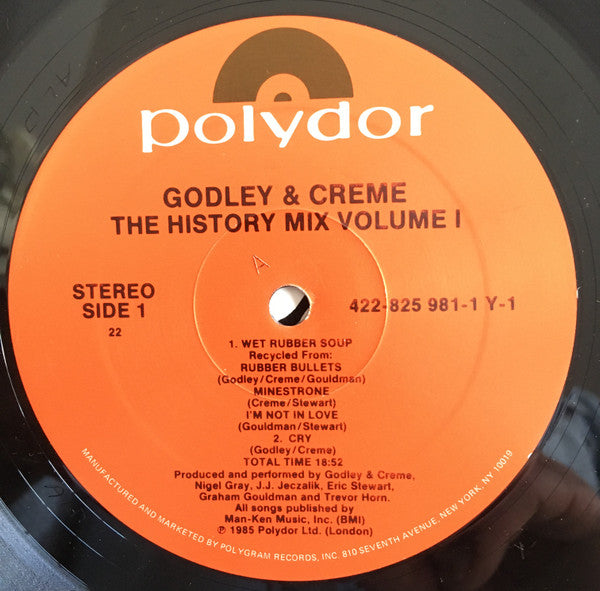 polydor
GODLEY & CREME
THE HISTORY MIX VOLUME I
A
STEREO
SIDE 1
22
422-825 981-1 Y-1
1. WET RUBBER SOUP
Recycled From:
RUBBER BULLETS
(Godley/Creme/Gouldman)
MINESTRONE
(Creme/Stewart)
I'M NOT IN LOVE
(Gouldman/Stewart)
2. CRY
(Godley/Creme)
TOTAL TIME 18:52
Produced and performed by Godley & Creme,
Nigel Gray, J.J. Jeczalik, Eric Stewart,
Graham Gouldman and Trevor Horn.
All songs published by
Man-Ken Music, Inc. (BMI)
℗ 1985 Polydor Ltd. (London)
MANUFACTURED AND MARKETED BY POLYGRAM RECORDS, INC. 810 SEVENTH AVENUE, NEW YORK, NY 10019